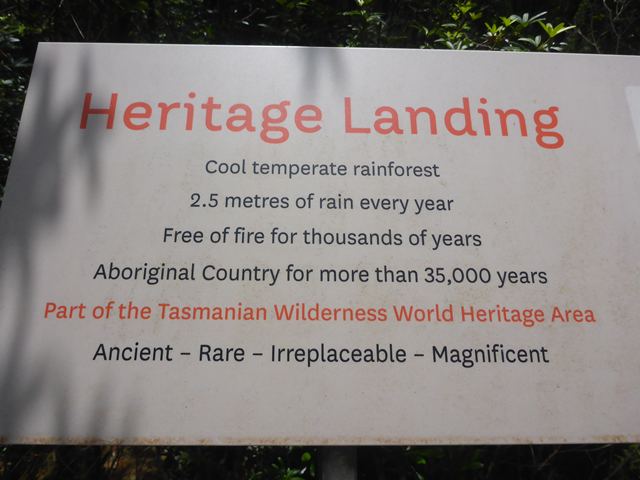 Heritage Landing
Cool temperate rainforest
2.5 metres of rain every year
Free of fire for thousands of years
Aboriginal Country for more than 35,000 years
Part of the Tasmanian Wilderness World Heritage Area
Ancient – Rare – Irreplaceable – Magnificent